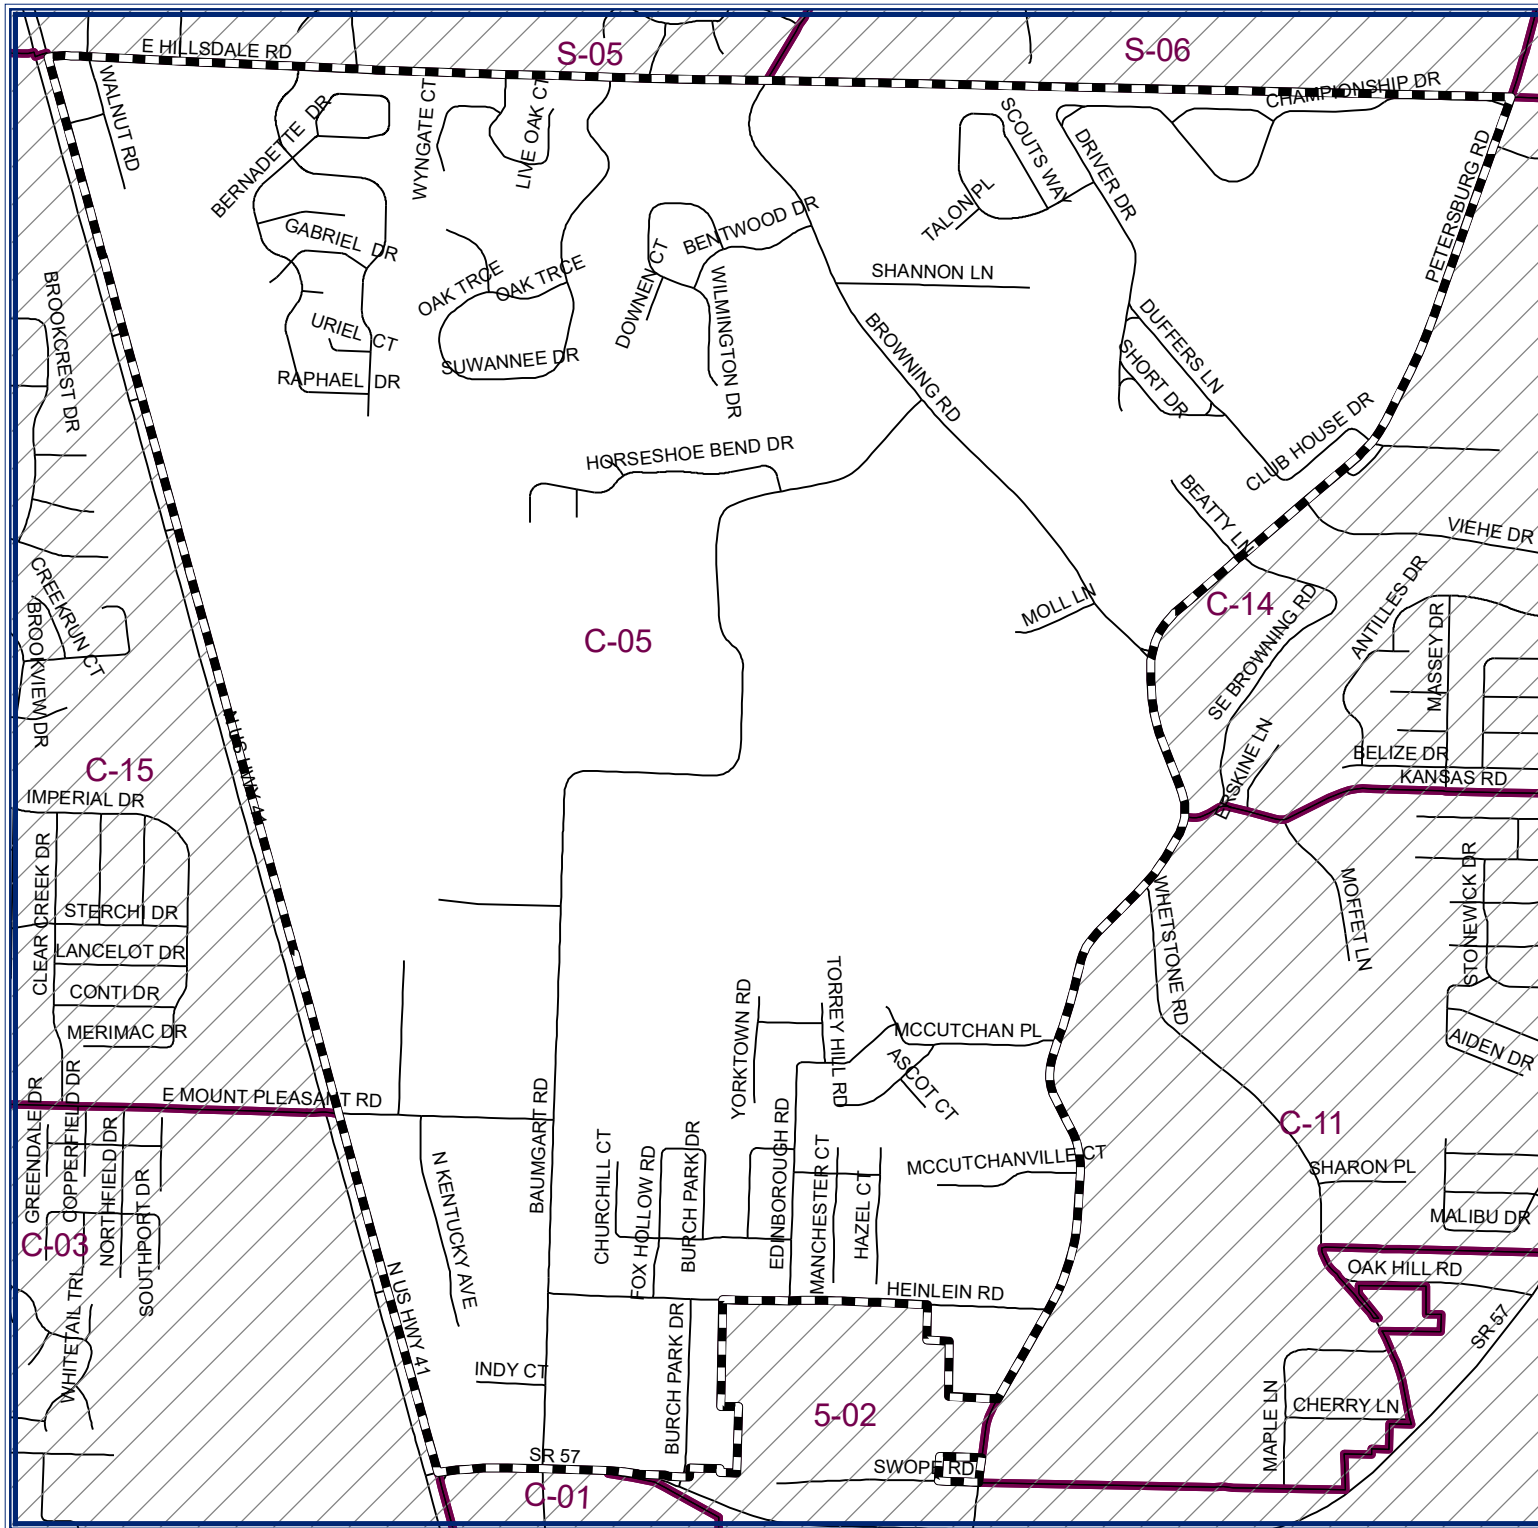 S-05
S-06
E HILLSDALE RD
CHAMPIONSHIP DR
WALNUT RD
BERNADETTE DR
WYNGATE CT
LIVE OAK CT
SCOUTS WAY
DRIVER DR
TALON PL
PETERSBURG RD
GABRIEL DR
BENTWOOD DR
DOWNEN CT
SHANNON LN
OAK TRCE
OAK TRCE
WILMINGTON DR
BROOKCREST DR
URIEL CT
SUWANNEE DR
RAPHAEL DR
BROWNING RD
DUFFERS LN
SHORT DR
CLUB HOUSE DR
HORSESHOE BEND DR
BEATTY LN
VIEHE DR
CREEKRUN CT
BROOKVIEW DR
MOLL LN
C-14
C-05
SE BROWNING RD
ANTILLES DR
MASSEY DR
N US HWY 41
C-15
ERSKINE LN
BELIZE DR
KANSAS RD
IMPERIAL DR
CLEAR CREEK DR
STERCHI DR
LANCELOT DR
CONTI DR
MERIMAC DR
WHETSTONE RD
MOFFET LN
STONEWICK DR
AIDEN DR
YORKTOWN RD
TORREY HILL RD
MCCUTCHAN PL
ASCOT CT
E MOUNT PLEASANT RD
GREENDALE DR
COPPERFIELD DR
NORTHFIELD DR
SOUTHPORT DR
BAUMGART RD
N KENTUCKY AVE
CHURCHILL CT
FOX HOLLOW RD
BURCH PARK DR
EDINBOROUGH RD
MANCHESTER CT
HAZEL CT
MCCUTCHANVILLE CT
C-11
SHARON PL
MALIBU DR
C-03
WHITETAIL TRL
N US HWY 41
HEINLEIN RD
OAK HILL RD
SR 57
INDY CT
BURCH PARK DR
5-02
MAPLE LN
CHERRY LN
SR 57
SWOPE RD
C-01